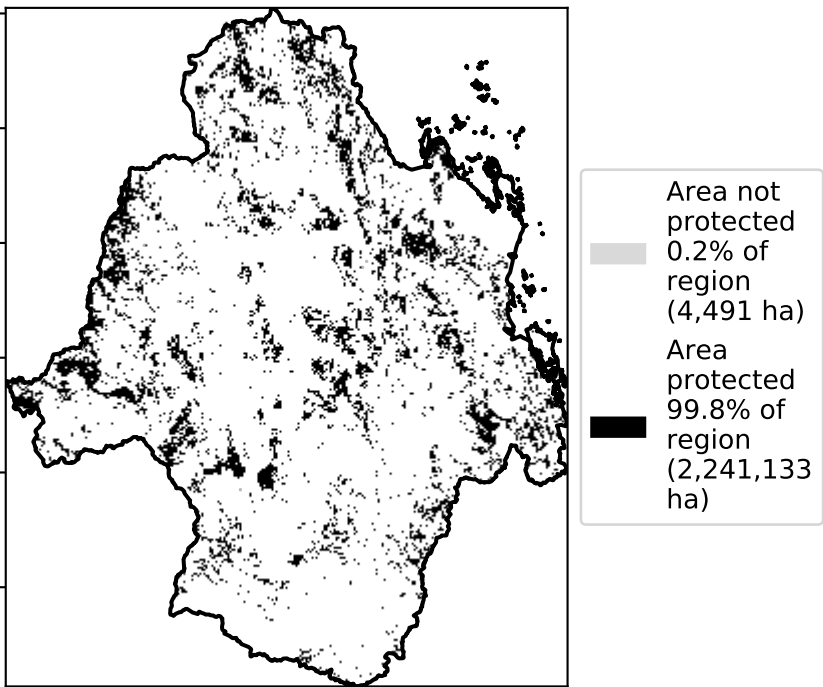 Area not
protected
0.2% of
region
(4,491 ha)
Area
protected
99.8% of
region
(2,241,133
ha)